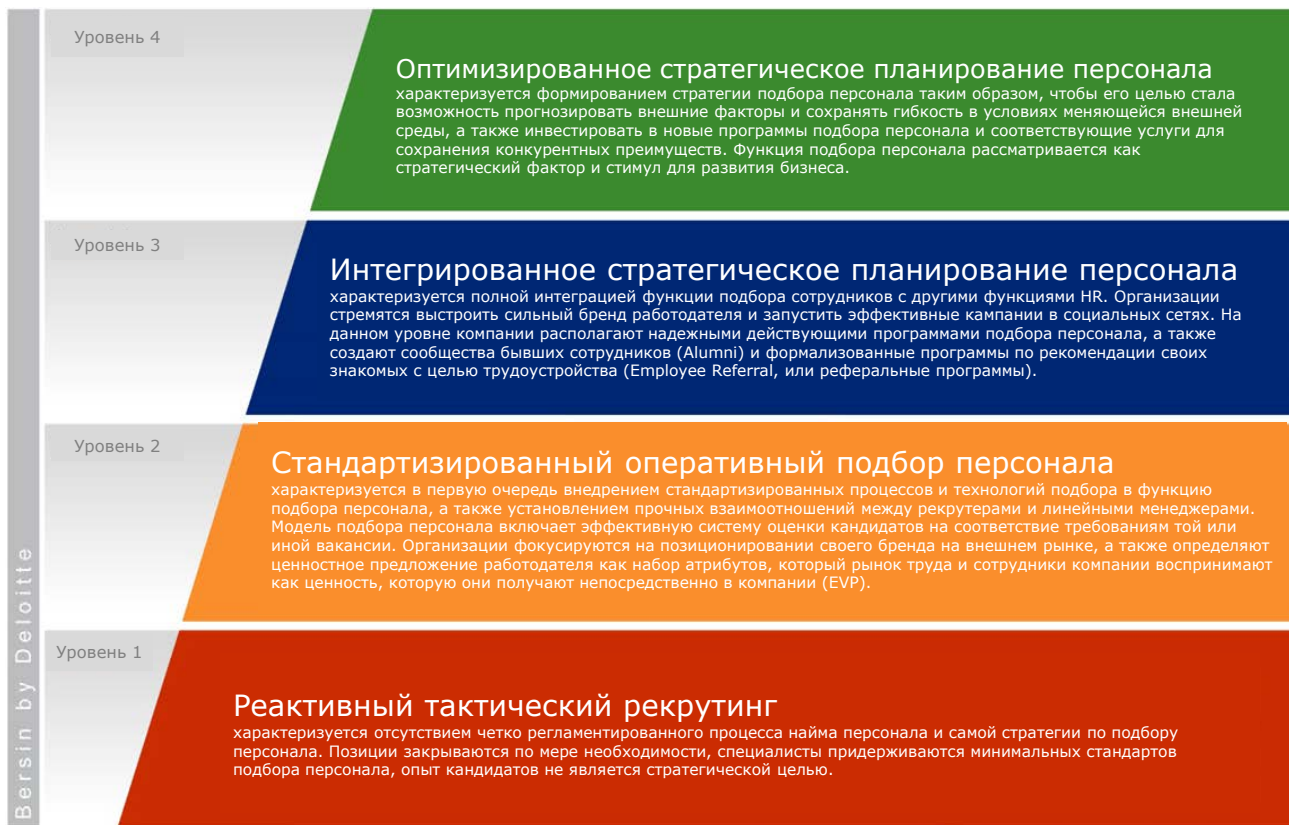 Уровень 4
Оптимизированное стратегическое планирование персонала
характеризуется формированием стратегии подбора персонала таким образом, чтобы его целью стала
возможность прогнозировать внешние факторы и сохранять гибкость в условиях меняющейся внешней
среды, а также инвестировать в новые программы подбора персонала и соответствующие услуги для
сохранения конкурентных преимуществ. Функция подбора персонала рассматривается как
стратегический фактор и стимул для развития бизнеса.
Уровень 3
Интегрированное стратегическое планирование персонала
характеризуется полной интеграцией функции подбора сотрудников с другими функциями HR. Организации
стремятся выстроить сильный бренд работодателя и запустить эффективные кампании в социальных сетях. На
данном уровне компании располагают надежными действующими программами подбора персонала, а также
создают сообщества бывших сотрудников (Alumni) и формализованные программы по рекомендации своих
знакомых с целью трудоустройства (Employee Referral, или реферальные программы).
Уровень 2
Стандартизированный оперативный подбор персонала
характеризуется в первую очередь внедрением стандартизированных процессов и технологий подбора в функцию
подбора персонала, а также установлением прочных взаимоотношений между рекрутерами и линейными менеджерами.
Модель подбора персонала включает эффективную систему оценки кандидатов на соответствие требованиям той или
иной вакансии. Организации фокусируются на позиционировании своего бренда на внешнем рынке, а также определяют
ценностное предложение работодателя как набор атрибутов, который рынок труда и сотрудники компании воспринимают
как ценность, которую они получают непосредственно в компании (EVP).
Уровень 1
Реактивный тактический рекрутинг
характеризуется отсутствием четко регламентированного процесса найма персонала и самой стратегии по подбору
персонала. Позиции закрываются по мере необходимости, специалисты придерживаются минимальных стандартов
подбора персонала, опыт кандидатов не является стратегической целью.
Bersin by Deloitte